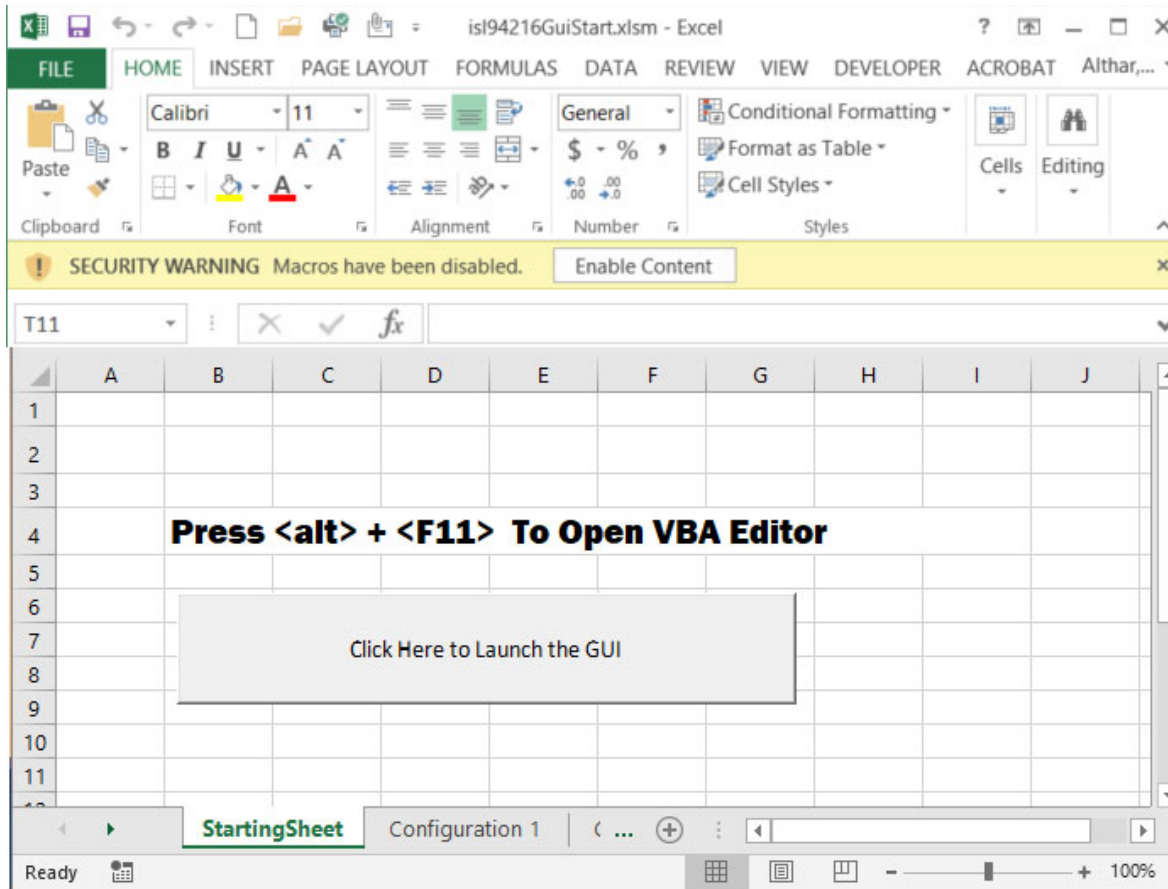 isl94216GuiStart.xlsm - Excel
FILE HOME INSERT PAGE LAYOUT FORMULAS DATA REVIEW VIEW DEVELOPER ACROBAT Althar,...
Calibri 11 General Conditional Formatting
Paste B I U A A $ % , Format as Table Cells Editing
A Cell Styles
Clipboard Font Alignment Number Styles
SECURITY WARNING Macros have been disabled. Enable Content
T11 fx
A B C D E F G H I J
1
2
3
4 Press <alt> + <F11> To Open VBA Editor
5
6
7 Click Here to Launch the GUI
8
9
10
11
StartingSheet Configuration 1 ...
Ready 100%